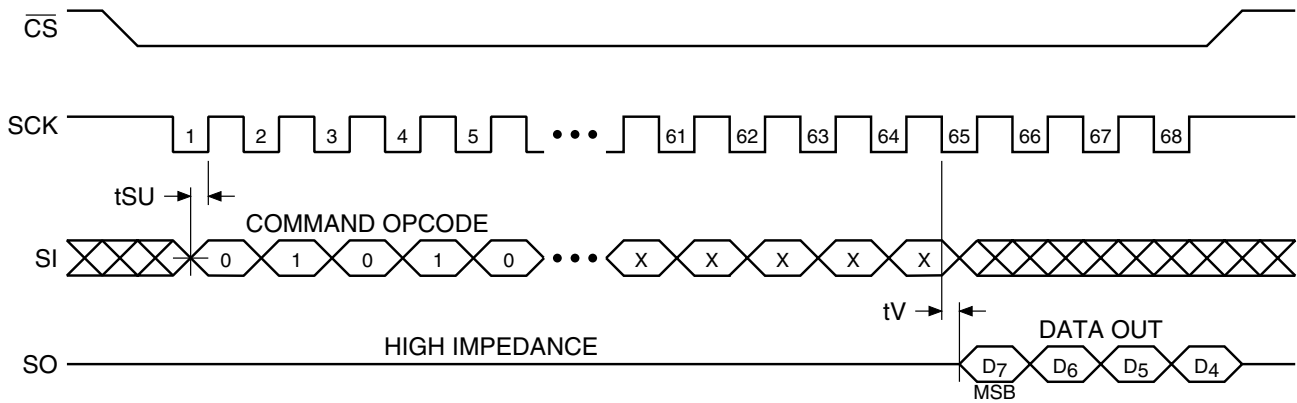 CS
SCK 1 2 3 4 5 ••• 61 62 63 64 65 66 67 68
tSU
COMMAND OPCODE
SI 0 1 0 1 0 ••• X X X X X
tV
DATA OUT
HIGH IMPEDANCE
SO D7 D6 D5 D4
MSB